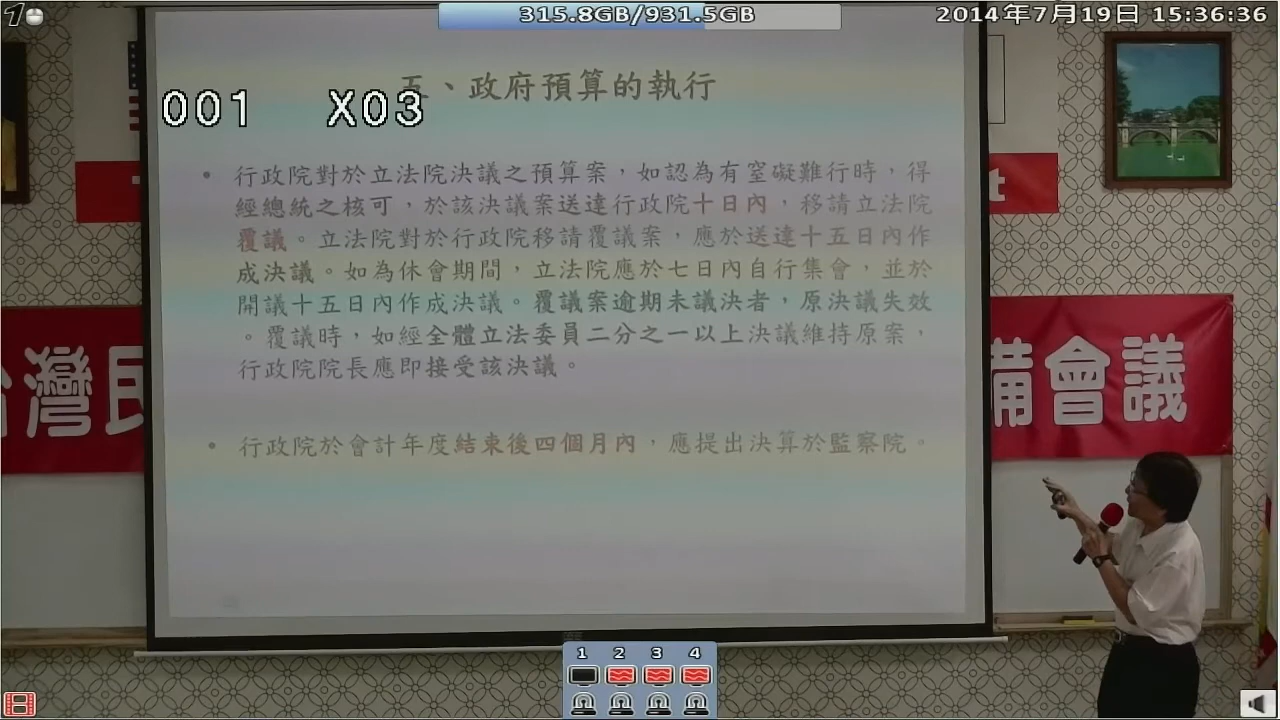 1
315.8GB/931.5GB
2014年7月19日 15:36:36
001 X03
五、政府預算的執行
• 行政院對於立法院決議之預算案，如認為有窒礙難行時，得
經總統之核可，於該決議案送達行政院十日內，移請立法院
覆議。立法院對於行政院移請覆議案，應於送達十五日內作
成決議。如為休會期間，立法院應於七日內自行集會，並於
開議十五日內作成決議。覆議案逾期未議決者，原決議失效
。覆議時，如經全體立法委員二分之一以上決議維持原案，
行政院院長應即接受該決議。
• 行政院於會計年度結束後四個月內，應提出決算於監察院。
t
台灣民
備會議
1 2 3 4